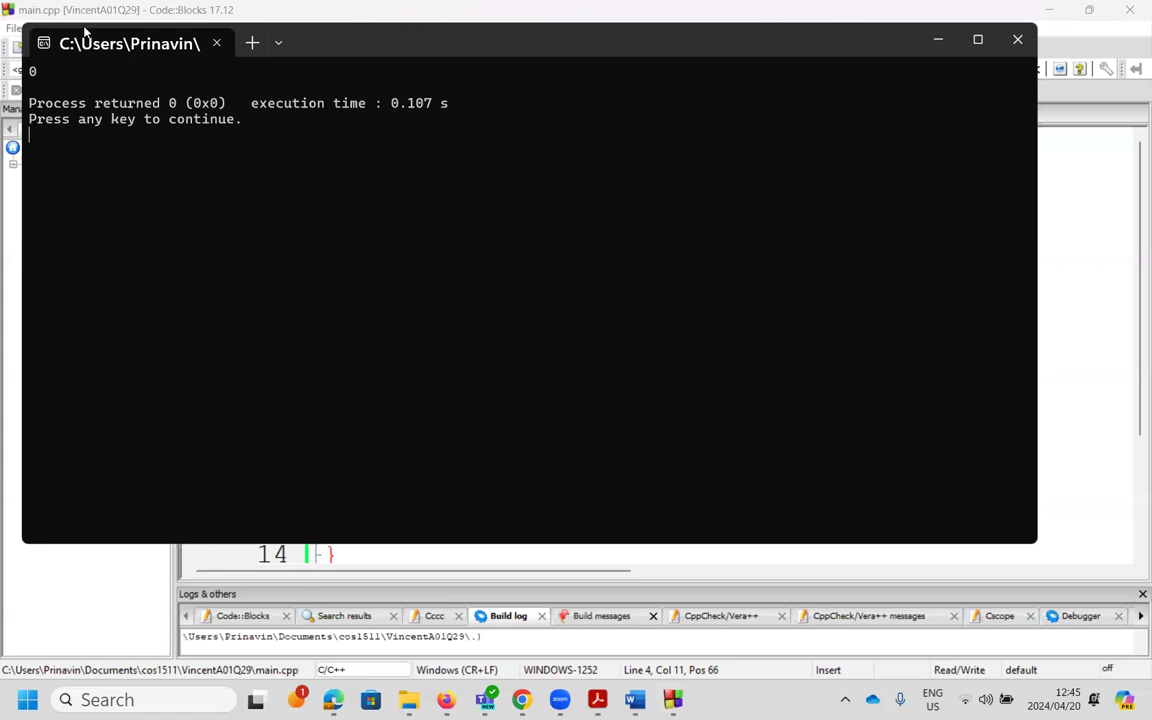 main.cpp [VincentA01Q29] - Code::Blocks 17.12
File
C:\Users\Prinavin\
0
Process returned 0 (0x0)   execution time : 0.107 s
Press any key to continue.
14 }
Logs & others
Code::Blocks
Search results
Cccc
Build log
Build messages
CppCheck/Vera++
CppCheck/Vera++ messages
Cscope
Debugger
\Users\Prinavin\Documents\cos1511\VincentA01Q29\.)
C:\Users\Prinavin\Documents\cos1511\VincentA01Q29\main.cpp
C/C++
Windows (CR+LF)
WINDOWS-1252
Line 4, Col 11, Pos 66
Insert
Read/Write
default
off
Search
1
ENG
US
12:45
2024/04/20
PRE